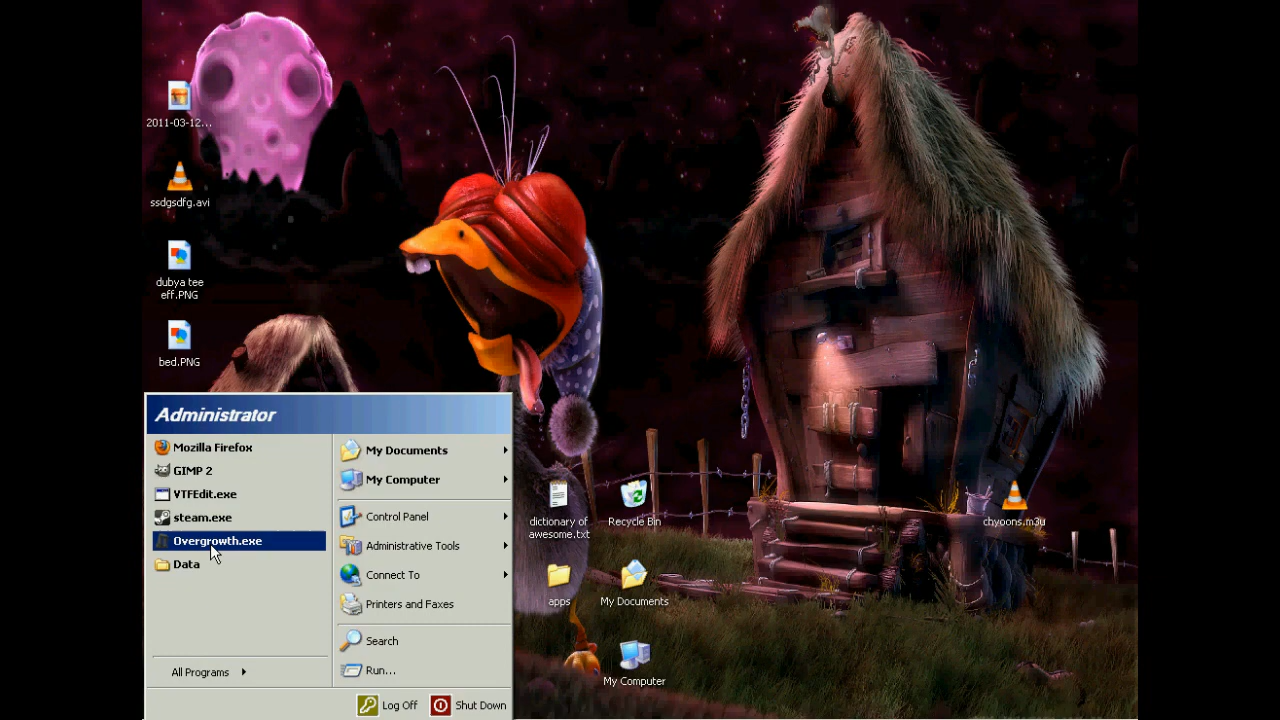 2011-03-12...
ssdgsdfg.avi
dubya tee
eff.PNG
bed.PNG
Administrator
Mozilla Firefox
GIMP 2
VTFEdit.exe
steam.exe
Overgrowth.exe
Data
All Programs
My Documents
My Computer
Control Panel
Administrative Tools
Connect To
Printers and Faxes
Search
Run...
Log Off
Shut Down
dictionary of
awesome.txt
Recycle Bin
apps
My Documents
My Computer
chyoons.m3u